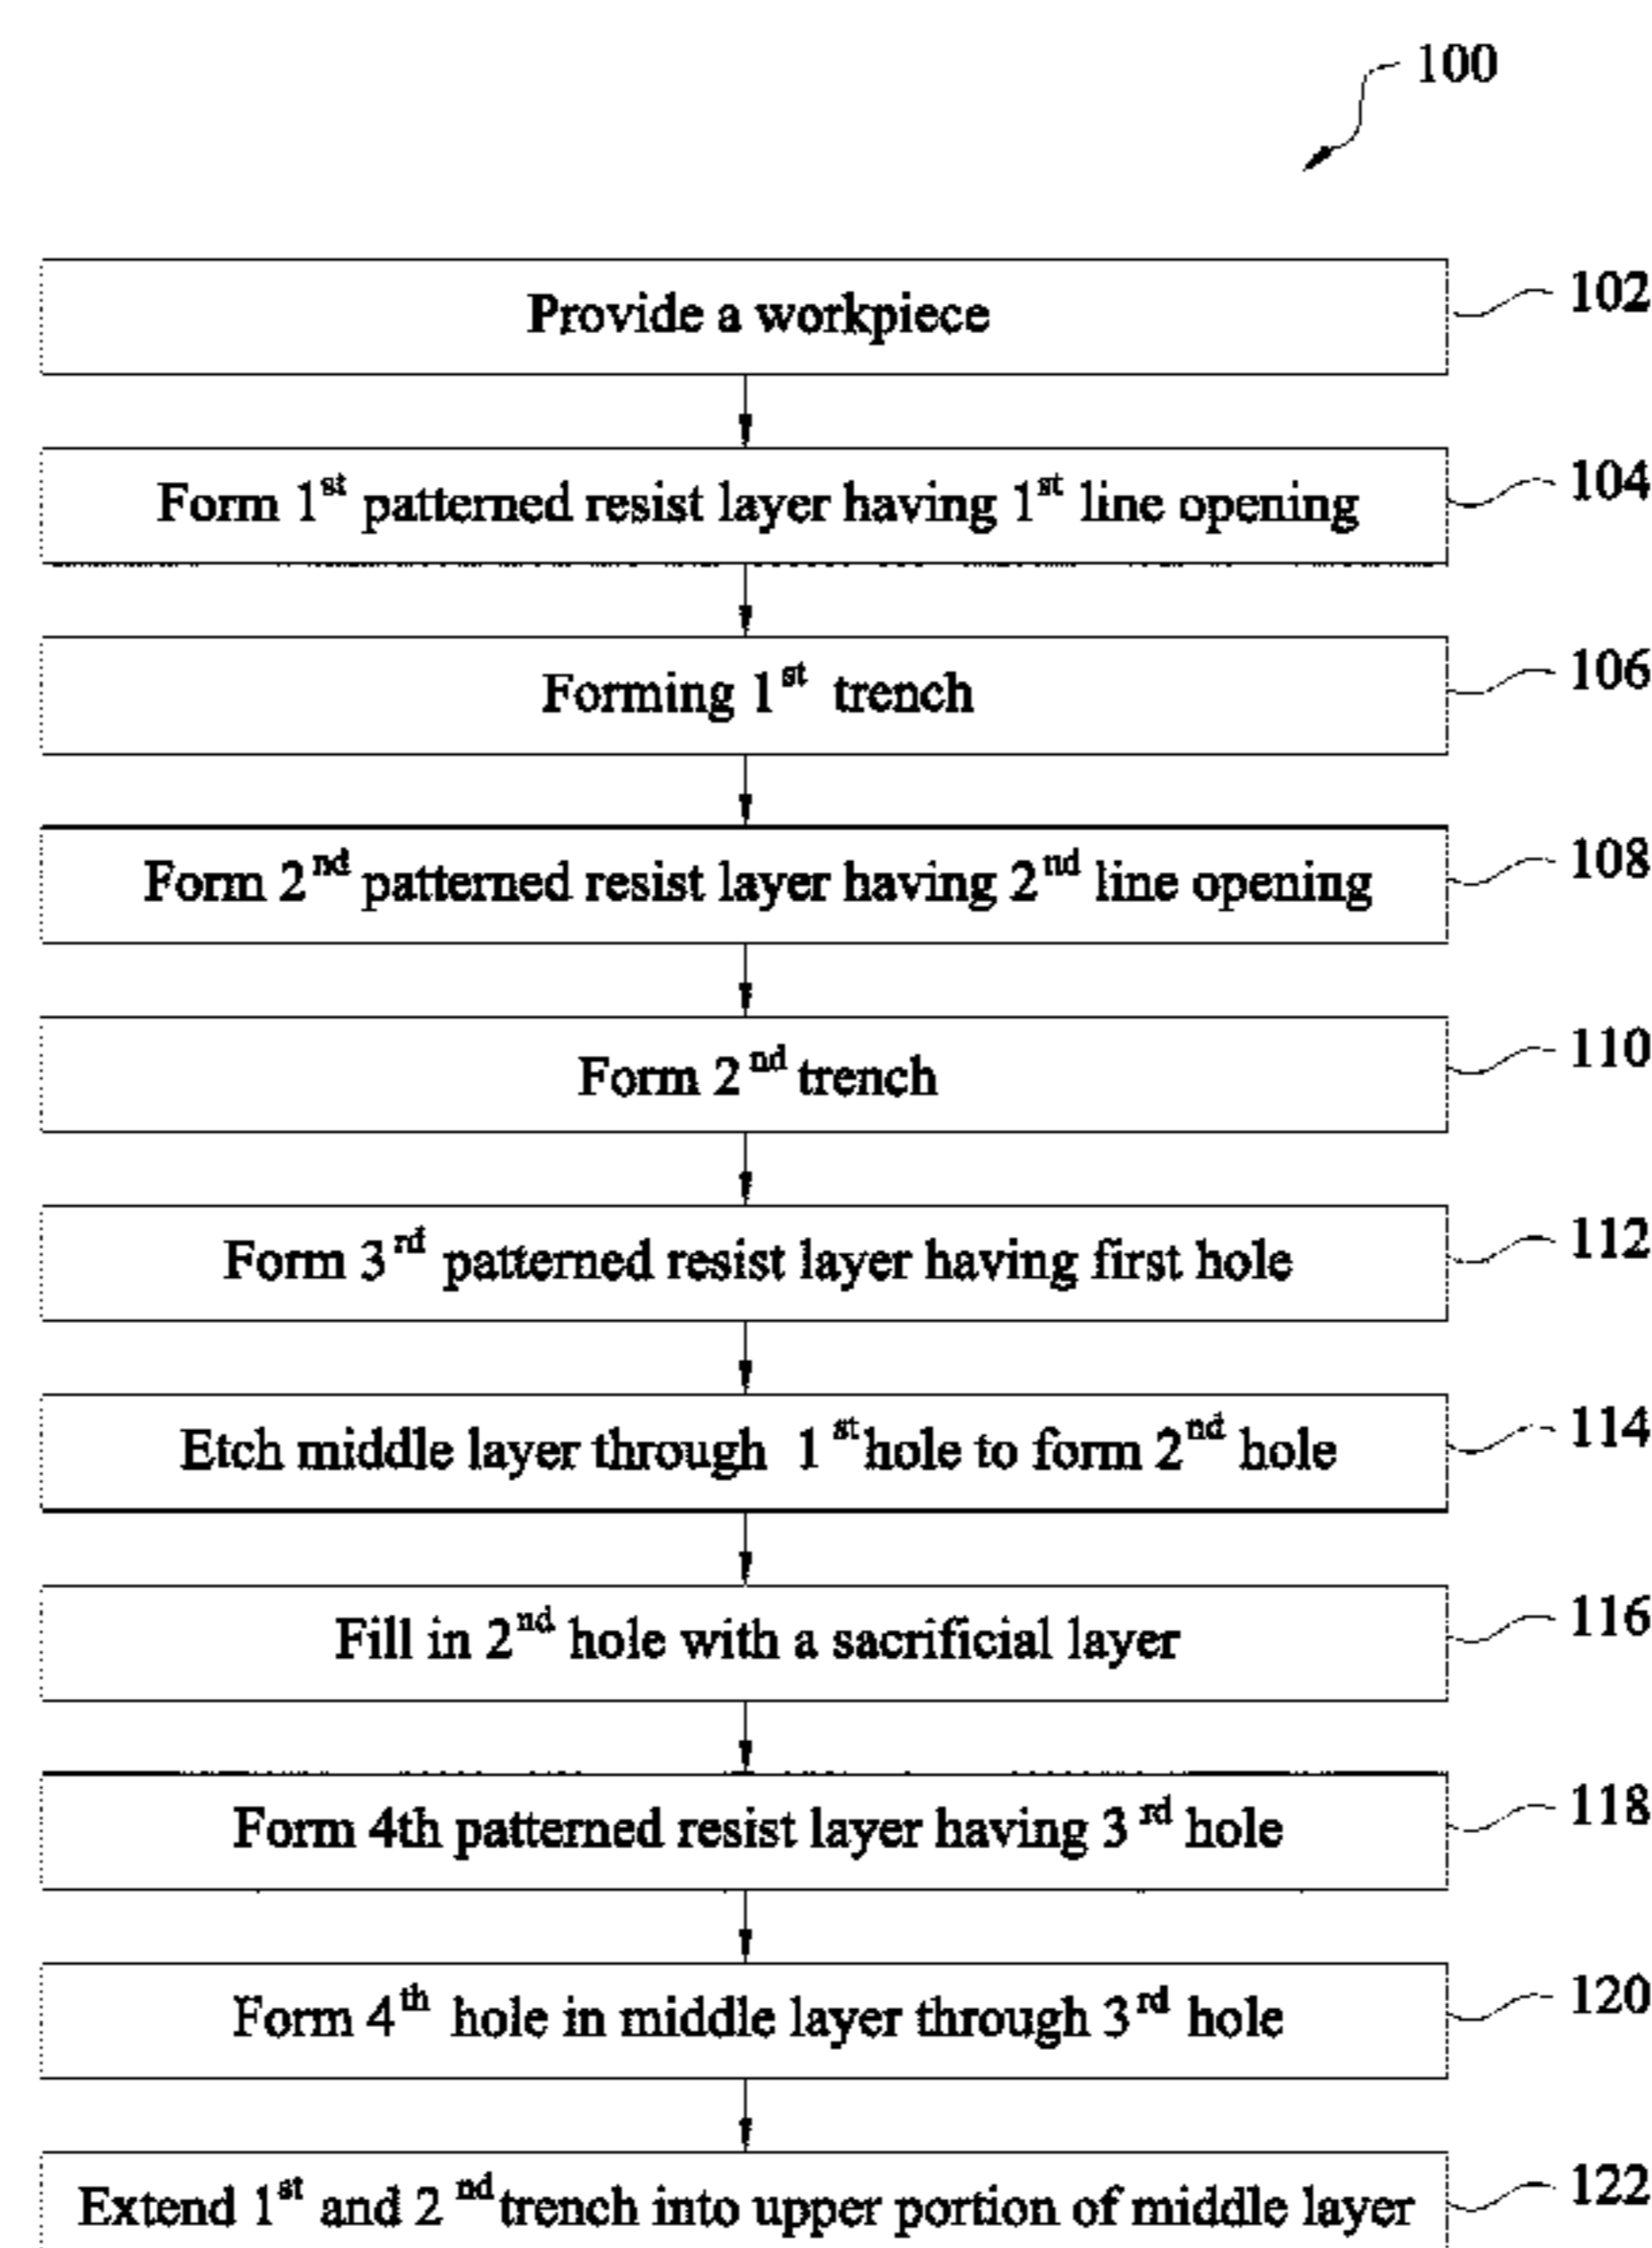 100
Provide a workpiece 102
Form 1st patterned resist layer having 1st line opening 104
Forming 1st trench 106
Form 2nd patterned resist layer having 2nd line opening 108
Form 2nd trench 110
Form 3rd patterned resist layer having first hole 112
Etch middle layer through 1st hole to form 2nd hole 114
Fill in 2nd hole with a sacrificial layer 116
Form 4th patterned resist layer having 3rd hole 118
Form 4th hole in middle layer through 3rd hole 120
Extend 1st and 2nd trench into upper portion of middle layer 122